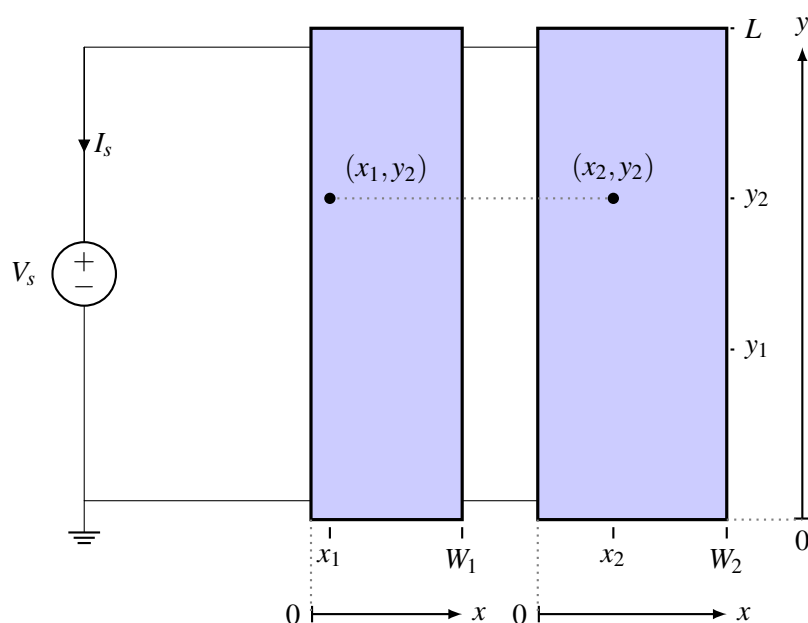 L y
I_s
(x_1, y_2) (x_2, y_2)
y_2
V_s + −
y_1
0
x_1 W_1 x_2 W_2
0 x 0 x